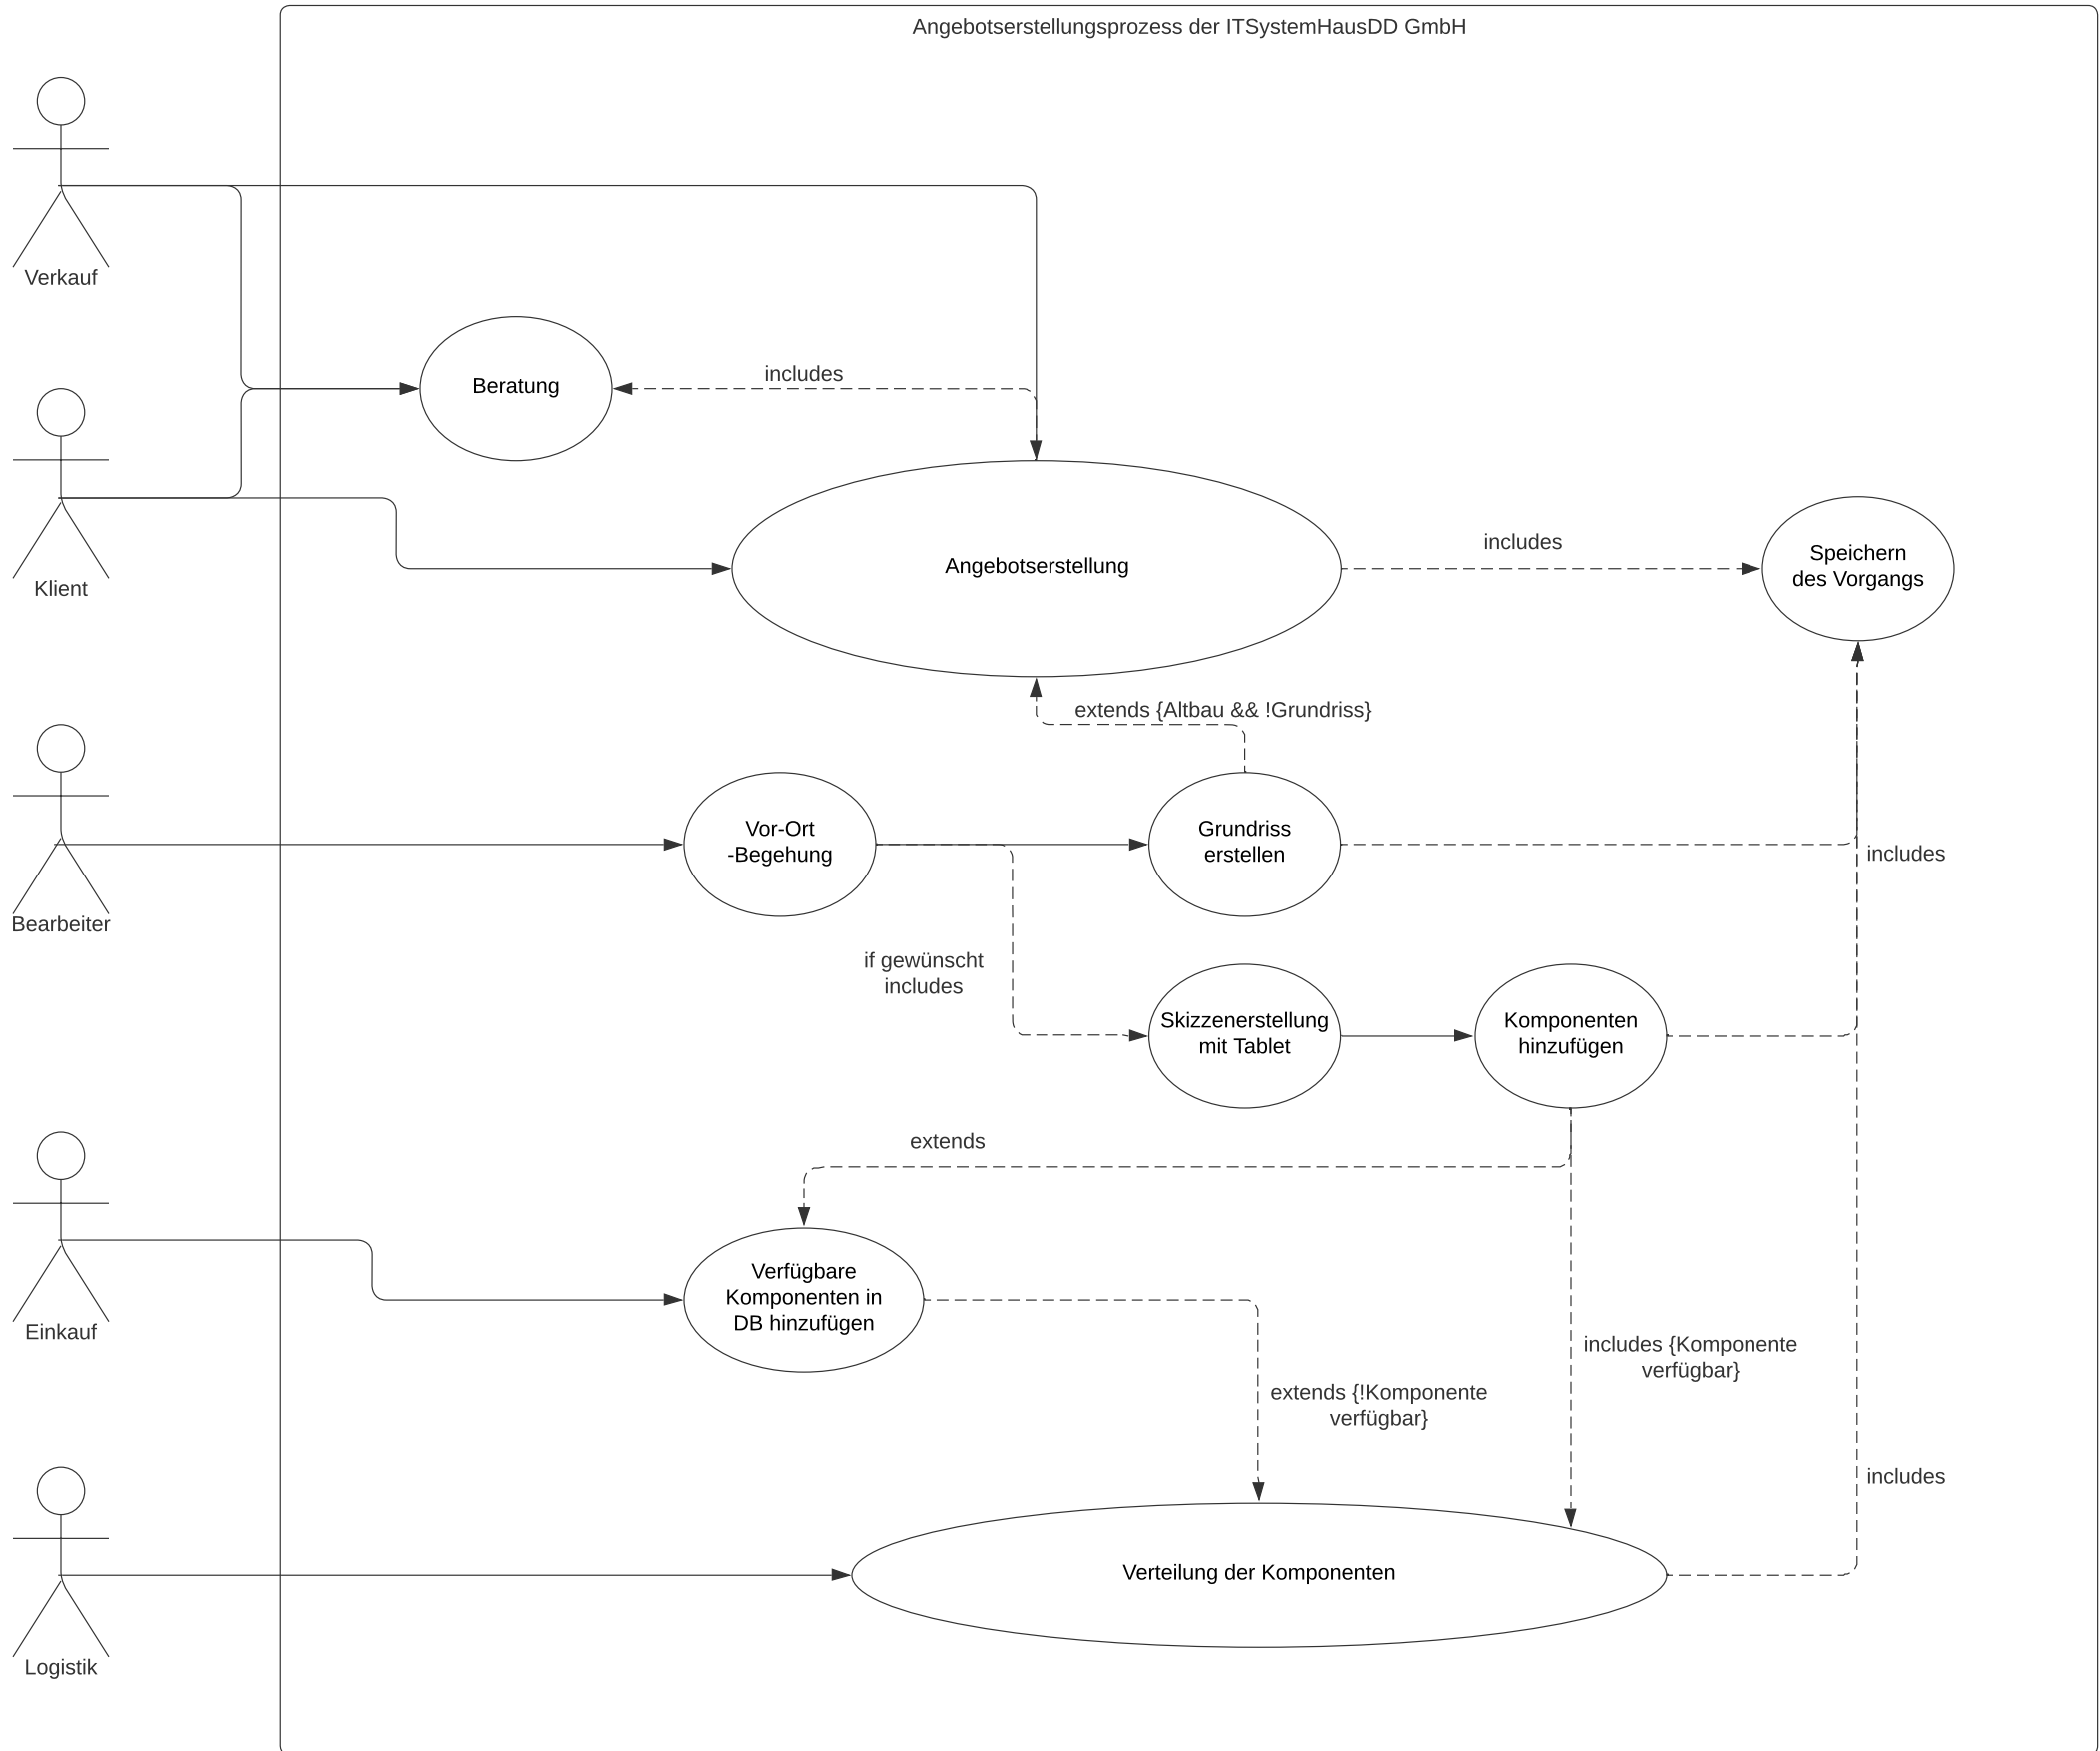 Angebotserstellungsprozess der ITSystemHausDD GmbH
Verkauf
Beratung
includes
Klient
Angebotserstellung
includes
Speichern
des Vorgangs
extends {Altbau && !Grundriss}
Bearbeiter
Vor-Ort
-Begehung
Grundriss
erstellen
includes
if gewünscht
includes
Skizzenerstellung
mit Tablet
Komponenten
hinzufügen
extends
Einkauf
Verfügbare
Komponenten in
DB hinzufügen
includes {Komponente
verfügbar}
extends {!Komponente
verfügbar}
includes
Logistik
Verteilung der Komponenten